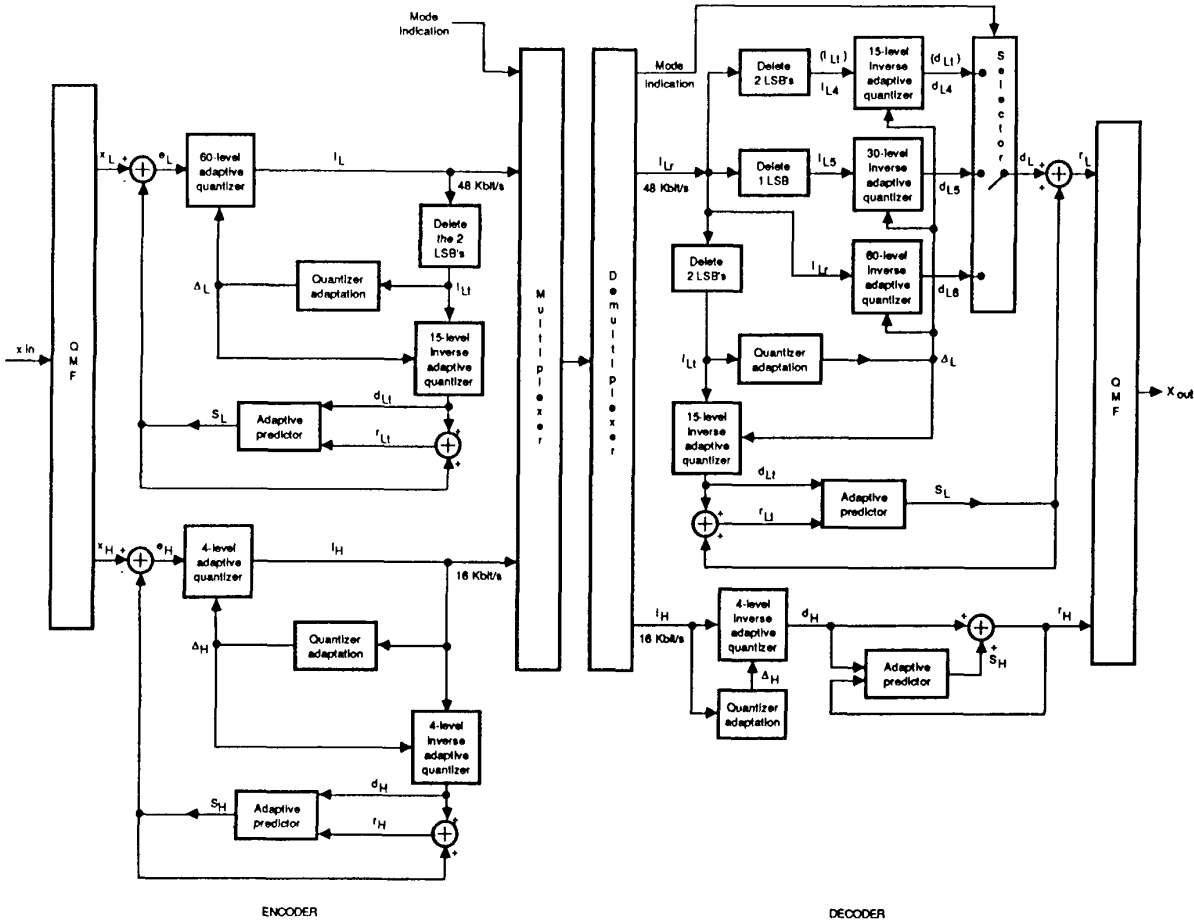 Mode
indication
x in
Q
M
F
x L
+
-
e L
60-level
adaptive
quantizer
I L
48 Kbit/s
Delete
the 2
LSB's
Δ L
Quantizer
adaptation
I Lt
15-level
inverse
adaptive
quantizer
d Lt
S L
Adaptive
predictor
r Lt
+
+
x H
+
-
e H
4-level
adaptive
quantizer
I H
16 Kbit/s
Δ H
Quantizer
adaptation
4-level
inverse
adaptive
quantizer
d H
S H
Adaptive
predictor
r H
+
+
Multiplexer
Demultiplexer
Mode
indication
Delete
2 LSB's
(I Lt)
I L4
15-level
inverse
adaptive
quantizer
(d Lt)
d L4
Selector
I Lr
48 Kbit/s
Delete
1 LSB
I L5
30-level
inverse
adaptive
quantizer
d L5
d L
+
+
r L
Delete
2 LSB's
I Lr
60-level
inverse
adaptive
quantizer
d L6
I Lt
Quantizer
adaptation
Δ L
15-level
inverse
adaptive
quantizer
d Lt
Adaptive
predictor
S L
+
+
r Lt
I H
16 Kbit/s
4-level
inverse
adaptive
quantizer
d H
+
+
r H
Adaptive
predictor
S H
Δ H
Quantizer
adaptation
Q
M
F
X out
ENCODER
DECODER